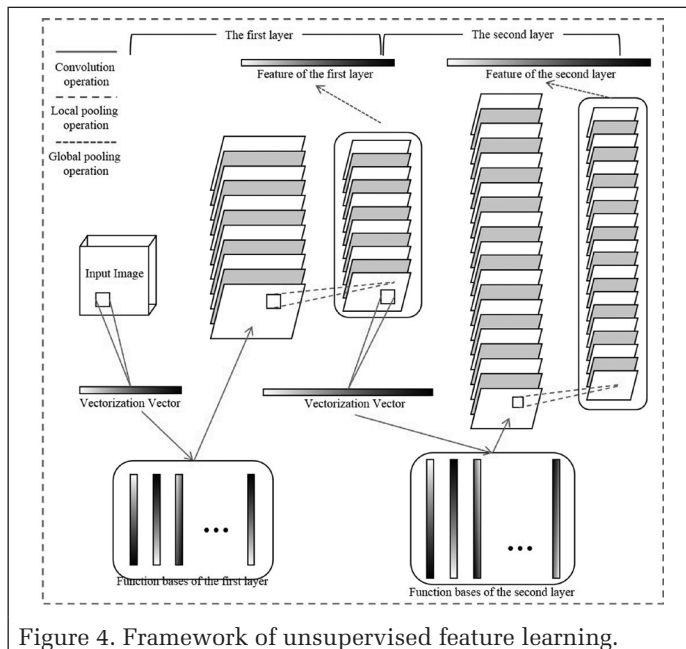 The first layer
The second layer
Convolution
operation
Local pooling
operation
Global pooling
operation
Feature of the first layer
Feature of the second layer
Input Image
Vectorization Vector
Vectorization Vector
Function bases of the first layer
Function bases of the second layer
Figure 4. Framework of unsupervised feature learning.